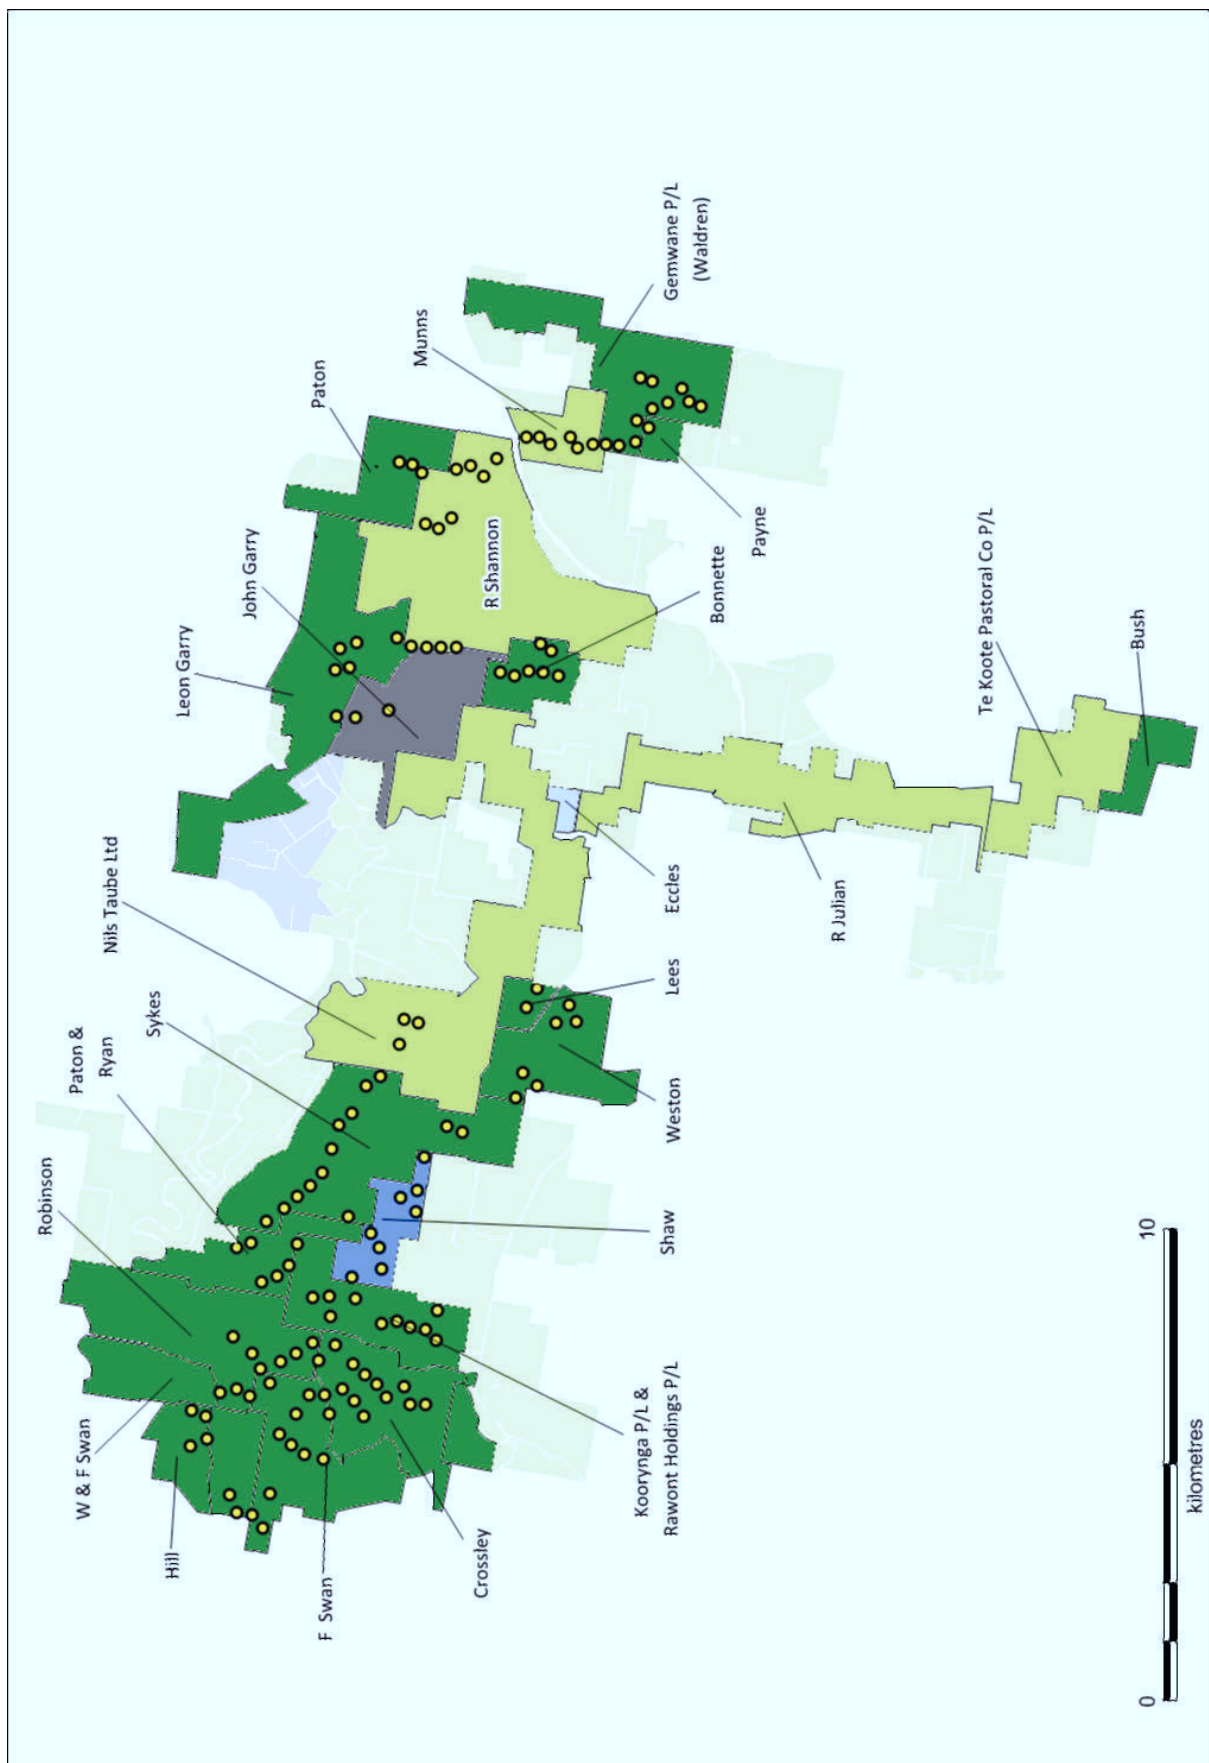 Hill
W & F Swan
Robinson
Paton &
Ryan
Sykes
Nils Taube Ltd
Leon Garry
John Garry
Paton
Munns
Gemwane P/L
(Waldren)
R Shannon
F Swan
Crossley
Koorynga P/L &
Rawont Holdings P/L
Shaw
Weston
Lees
Eccles
Bonnette
Payne
R Julian
Te Koote Pastoral Co P/L
Bush
0
10
kilometres